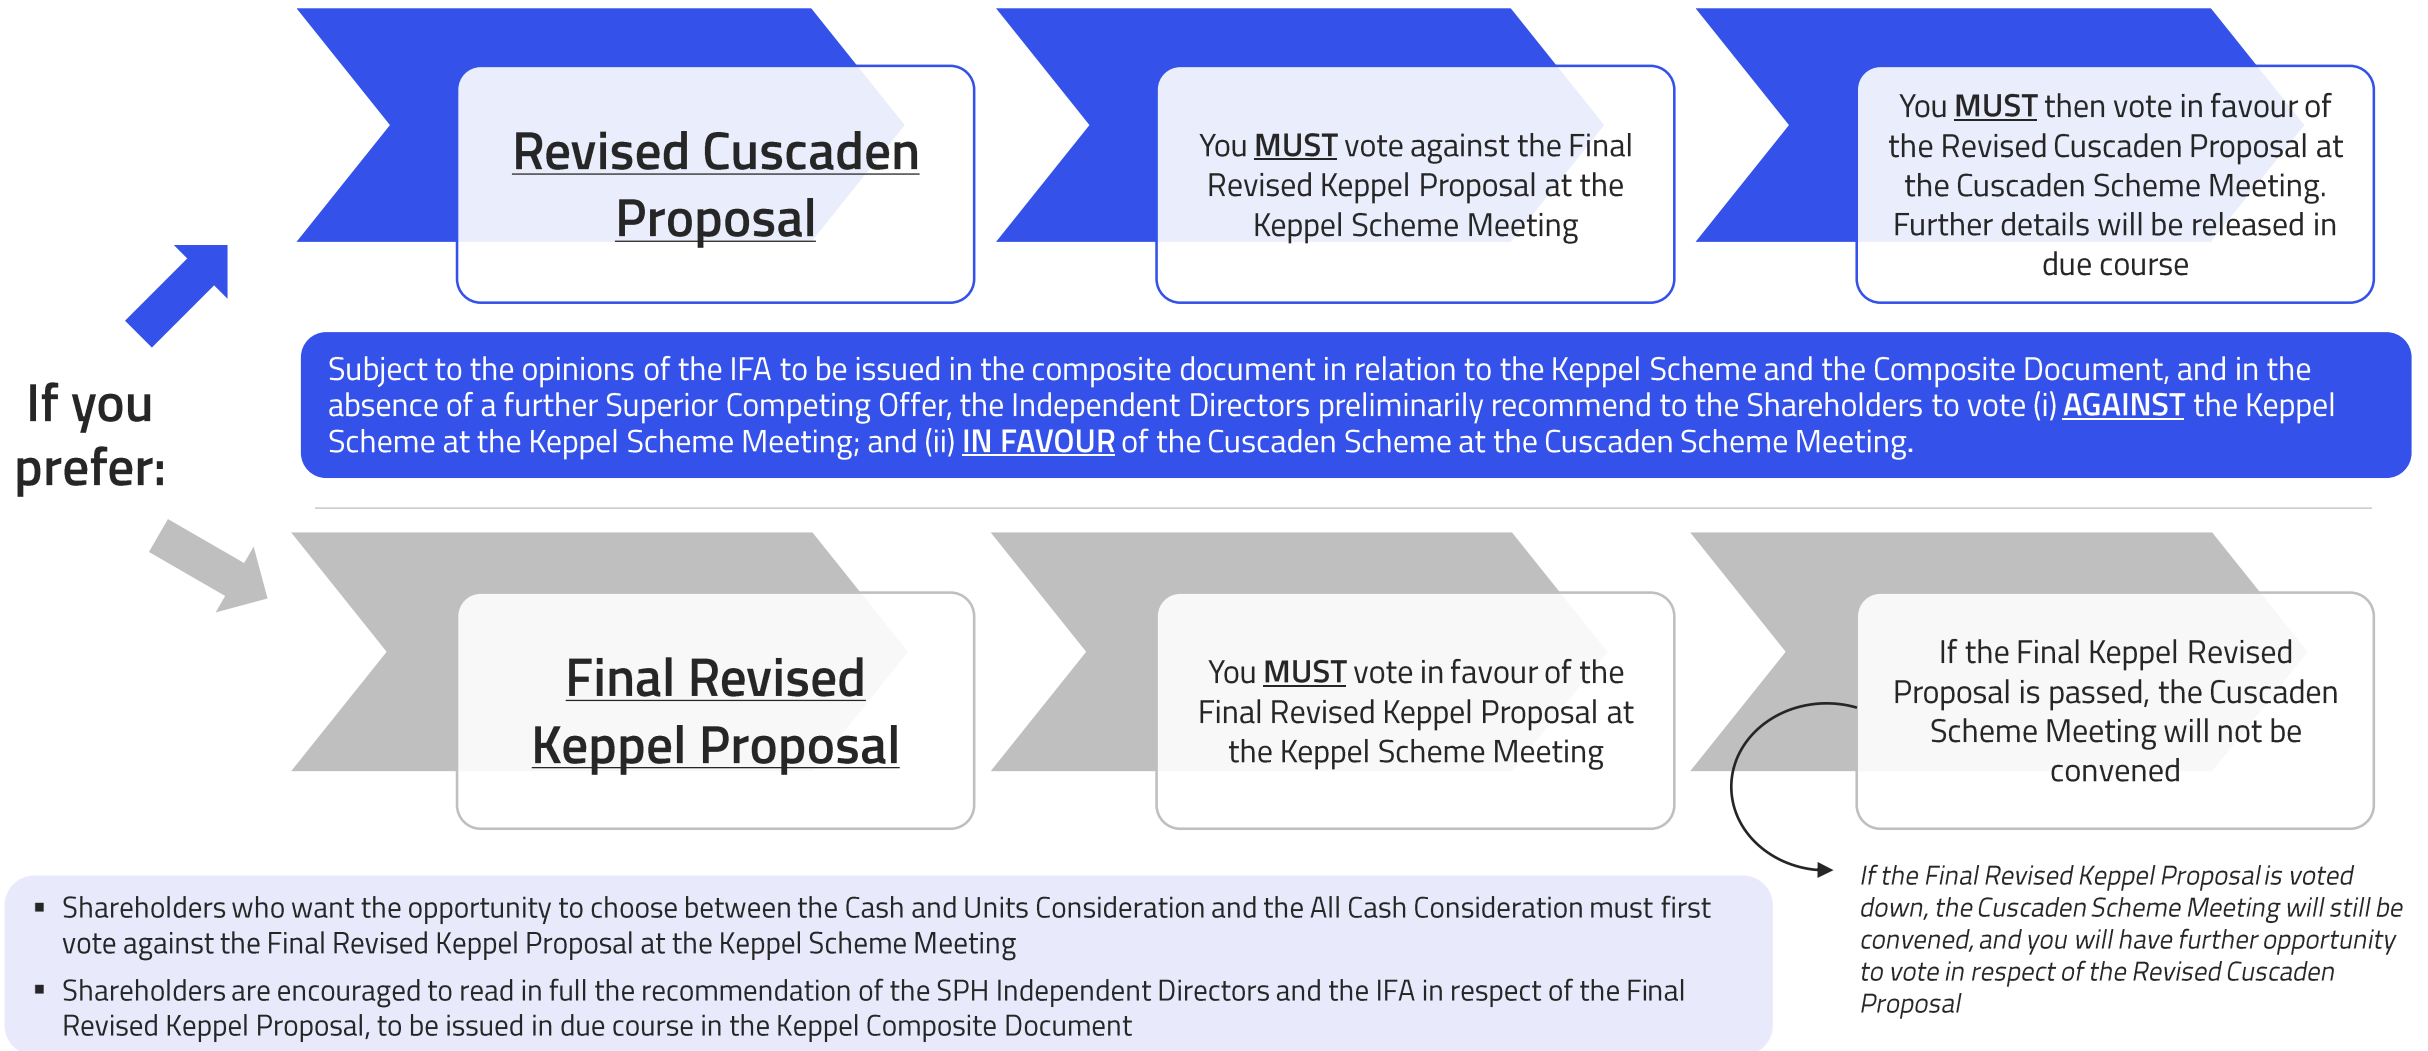 Revised Cuscaden
Proposal
You MUST vote against the Final
Revised Keppel Proposal at the
Keppel Scheme Meeting
You MUST then vote in favour of
the Revised Cuscaden Proposal at
the Cuscaden Scheme Meeting.
Further details will be released in
due course
If you
prefer:
Subject to the opinions of the IFA to be issued in the composite document in relation to the Keppel Scheme and the Composite Document, and in the
absence of a further Superior Competing Offer, the Independent Directors preliminarily recommend to the Shareholders to vote (i) AGAINST the Keppel
Scheme at the Keppel Scheme Meeting; and (ii) IN FAVOUR of the Cuscaden Scheme at the Cuscaden Scheme Meeting.
Final Revised
Keppel Proposal
You MUST vote in favour of the
Final Revised Keppel Proposal at
the Keppel Scheme Meeting
If the Final Keppel Revised
Proposal is passed, the Cuscaden
Scheme Meeting will not be
convened
If the Final Revised Keppel Proposal is voted
down, the Cuscaden Scheme Meeting will still be
convened, and you will have further opportunity
to vote in respect of the Revised Cuscaden
Proposal
▪ Shareholders who want the opportunity to choose between the Cash and Units Consideration and the All Cash Consideration must first
vote against the Final Revised Keppel Proposal at the Keppel Scheme Meeting
▪ Shareholders are encouraged to read in full the recommendation of the SPH Independent Directors and the IFA in respect of the Final
Revised Keppel Proposal, to be issued in due course in the Keppel Composite Document